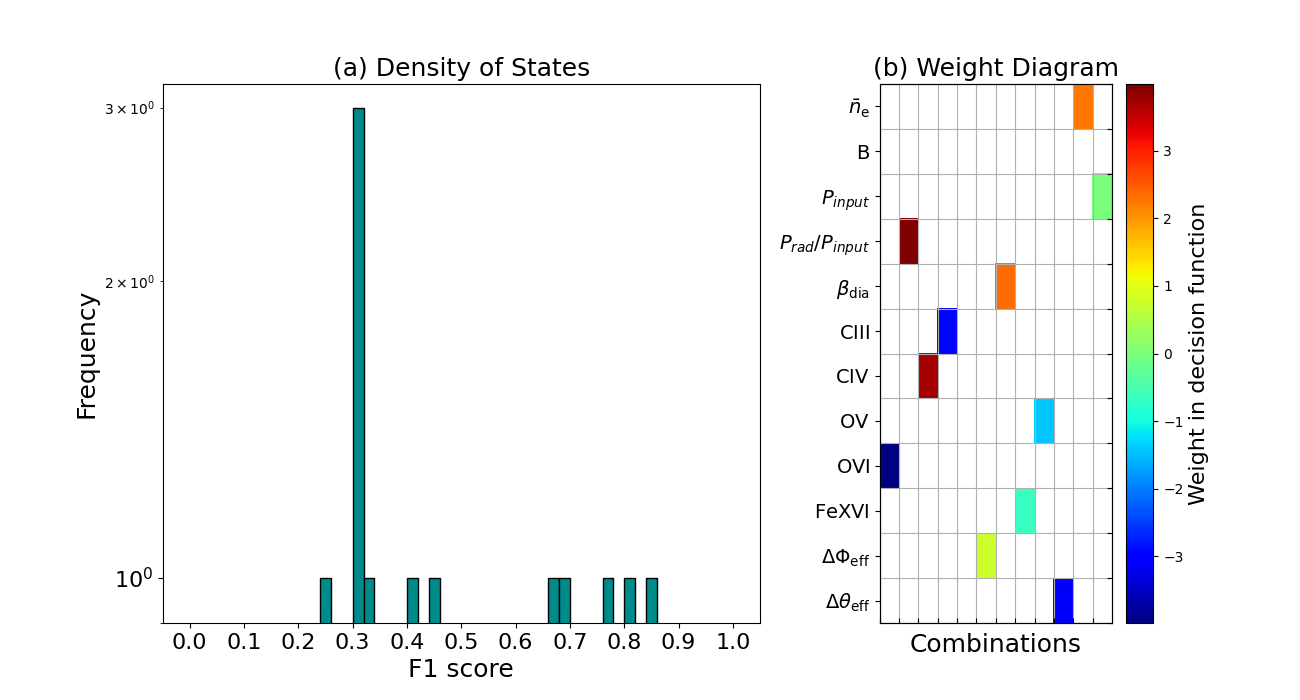 (a) Density of States
3 × 10⁰
2 × 10⁰
10⁰
Frequency
0.0 0.1 0.2 0.3 0.4 0.5 0.6 0.7 0.8 0.9 1.0
F1 score
(b) Weight Diagram
n̄e
B
Pinput
Prad/Pinput
βdia
CIII
CIV
OV
OVI
FeXVI
ΔΦeff
Δθeff
Combinations
3
2
1
0
−1
−2
−3
Weight in decision function